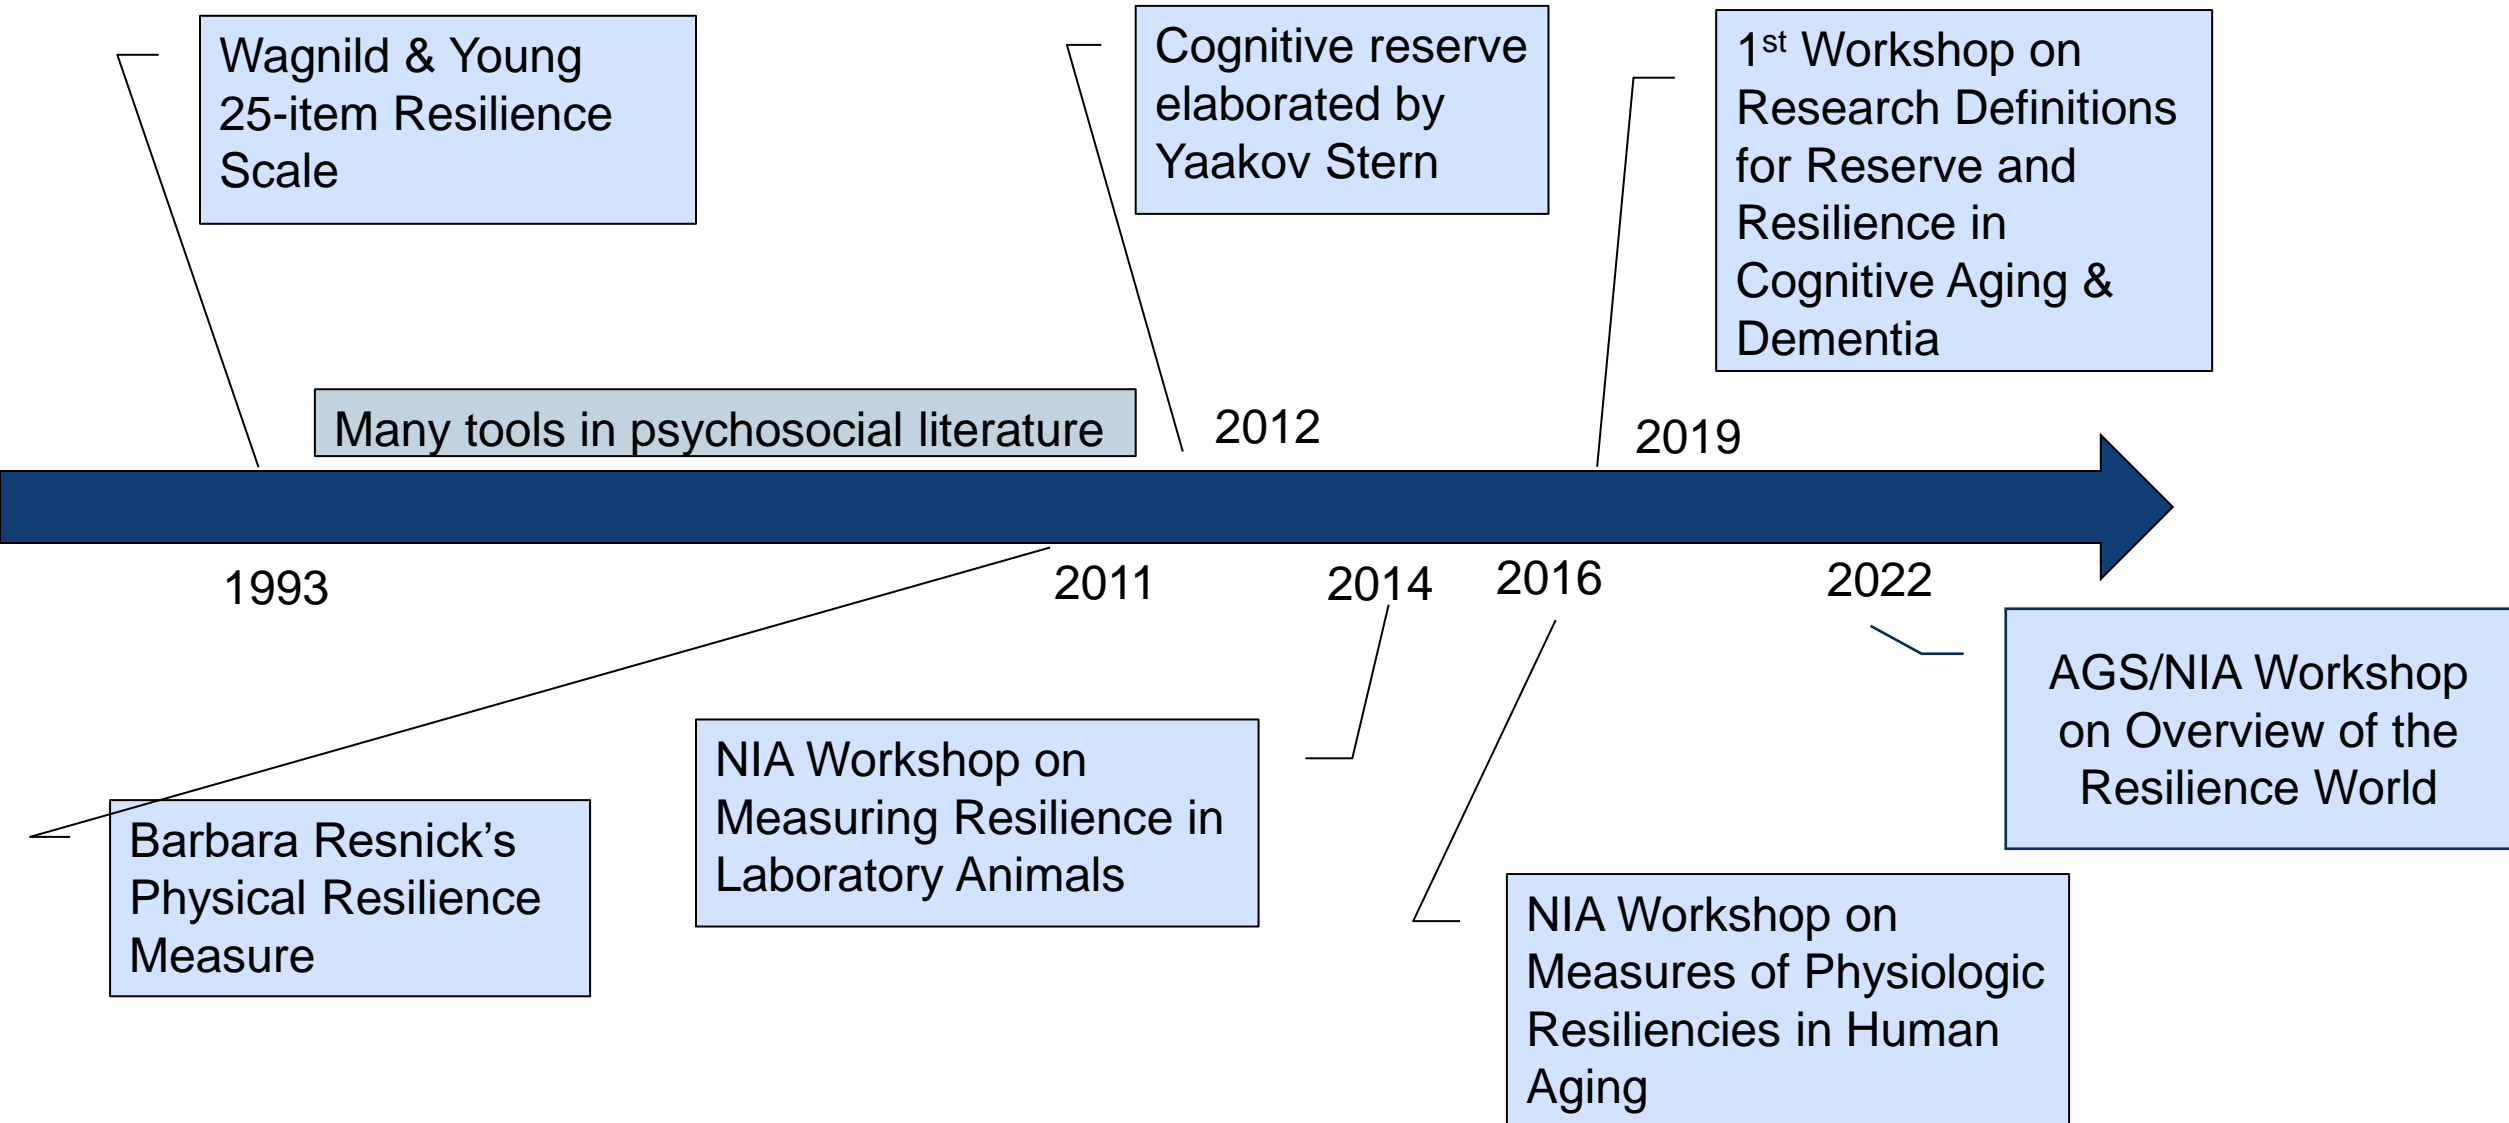 Wagnild & Young
25-item Resilience
Scale
Cognitive reserve
elaborated by
Yaakov Stern
1st Workshop on
Research Definitions
for Reserve and
Resilience in
Cognitive Aging &
Dementia
Many tools in psychosocial literature
2012
2019
1993
2011
2014
2016
2022
Barbara Resnick’s
Physical Resilience
Measure
NIA Workshop on
Measuring Resilience in
Laboratory Animals
NIA Workshop on
Measures of Physiologic
Resiliencies in Human
Aging
AGS/NIA Workshop
on Overview of the
Resilience World